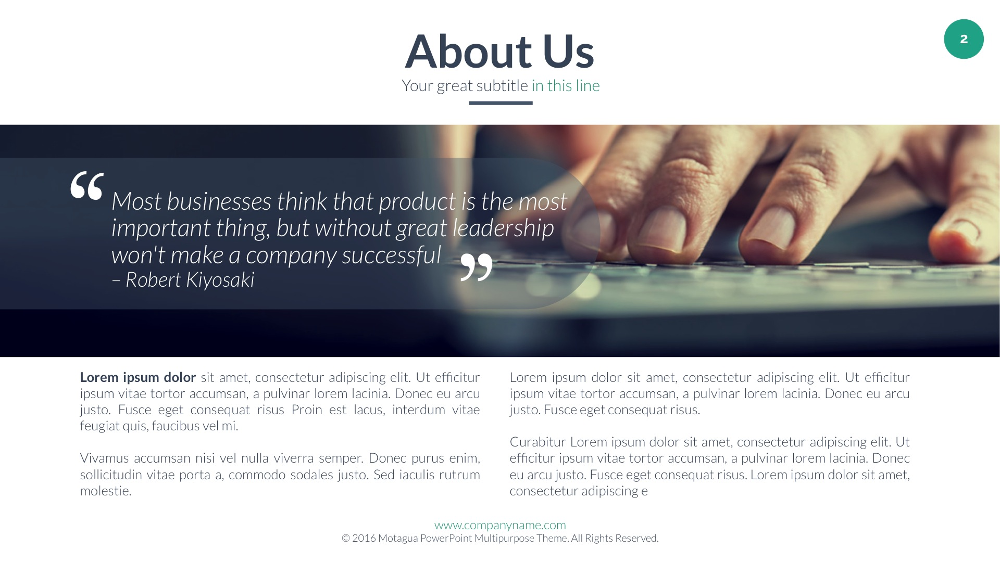 About Us
2
Your great subtitle in this line
“ Most businesses think that product is the most
important thing, but without great leadership
won't make a company successful ”
– Robert Kiyosaki
Lorem ipsum dolor sit amet, consectetur adipiscing elit. Ut efficitur
ipsum vitae tortor accumsan, a pulvinar lorem lacinia. Donec eu arcu
justo. Fusce eget consequat risus Proin est lacus, interdum vitae
feugiat quis, faucibus vel mi.
Vivamus accumsan nisi vel nulla viverra semper. Donec purus enim,
sollicitudin vitae porta a, commodo sodales justo. Sed iaculis rutrum
molestie.
Lorem ipsum dolor sit amet, consectetur adipiscing elit. Ut efficitur
ipsum vitae tortor accumsan, a pulvinar lorem lacinia. Donec eu arcu
justo. Fusce eget consequat risus.
Curabitur Lorem ipsum dolor sit amet, consectetur adipiscing elit. Ut
efficitur ipsum vitae tortor accumsan, a pulvinar lorem lacinia. Donec
eu arcu justo. Fusce eget consequat risus. Lorem ipsum dolor sit amet,
consectetur adipiscing e
www.companyname.com
© 2016 Motagua PowerPoint Multipurpose Theme. All Rights Reserved.